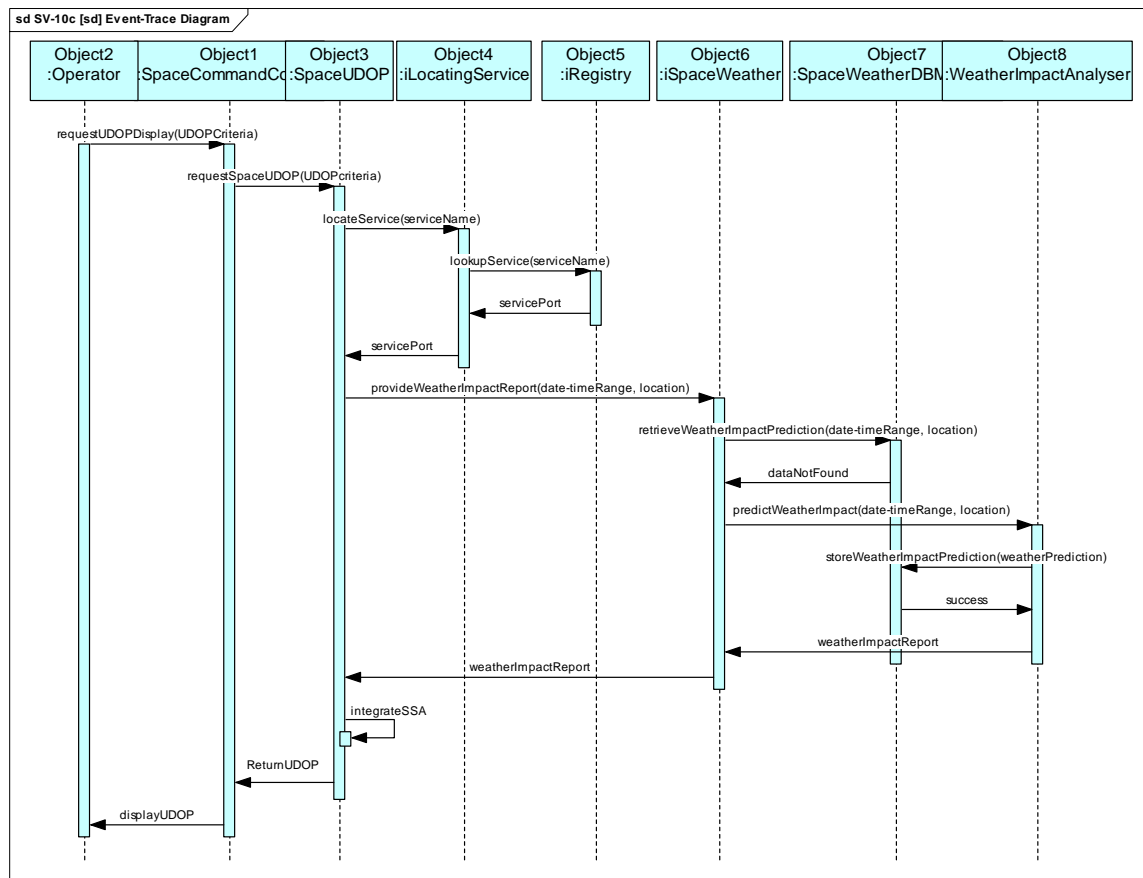 sd SV-10c [sd] Event-Trace Diagram
Object2
:Operator
Object1
:SpaceCommandCo
Object3
:SpaceUDOP
Object4
:iLocatingService
Object5
:iRegistry
Object6
:iSpaceWeather
Object7
:SpaceWeatherDBM
Object8
:WeatherImpactAnalyser
requestUDOPDisplay(UDOPCriteria)
requestSpaceUDOP(UDOPcriteria)
locateService(serviceName)
lookupService(serviceName)
servicePort
servicePort
provideWeatherImpactReport(date-timeRange, location)
retrieveWeatherImpactPrediction(date-timeRange, location)
dataNotFound
predictWeatherImpact(date-timeRange, location)
storeWeatherImpactPrediction(weatherPrediction)
success
weatherImpactReport
weatherImpactReport
integrateSSA
ReturnUDOP
displayUDOP